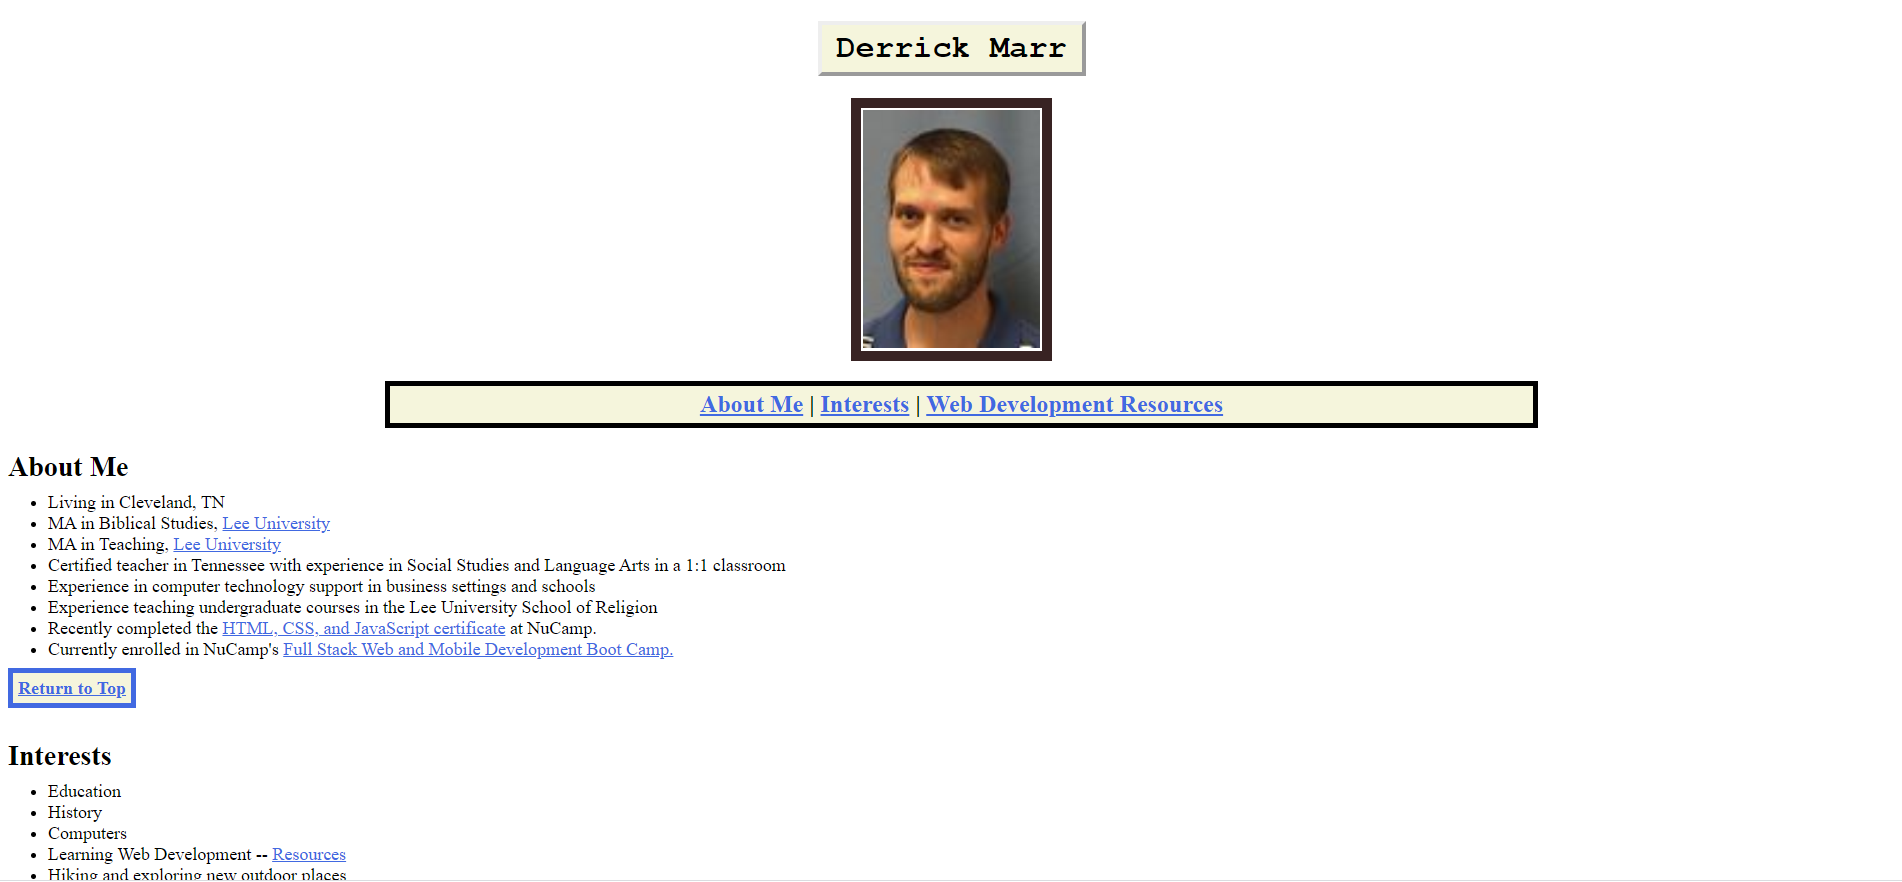 Derrick Marr
About Me | Interests | Web Development Resources
About Me
Living in Cleveland, TN
MA in Biblical Studies, Lee University
MA in Teaching, Lee University
Certified teacher in Tennessee with experience in Social Studies and Language Arts in a 1:1 classroom
Experience in computer technology support in business settings and schools
Experience teaching undergraduate courses in the Lee University School of Religion
Recently completed the HTML, CSS, and JavaScript certificate at NuCamp.
Currently enrolled in NuCamp's Full Stack Web and Mobile Development Boot Camp.
Return to Top
Interests
Education
History
Computers
Learning Web Development -- Resources
Hiking and exploring new outdoor places